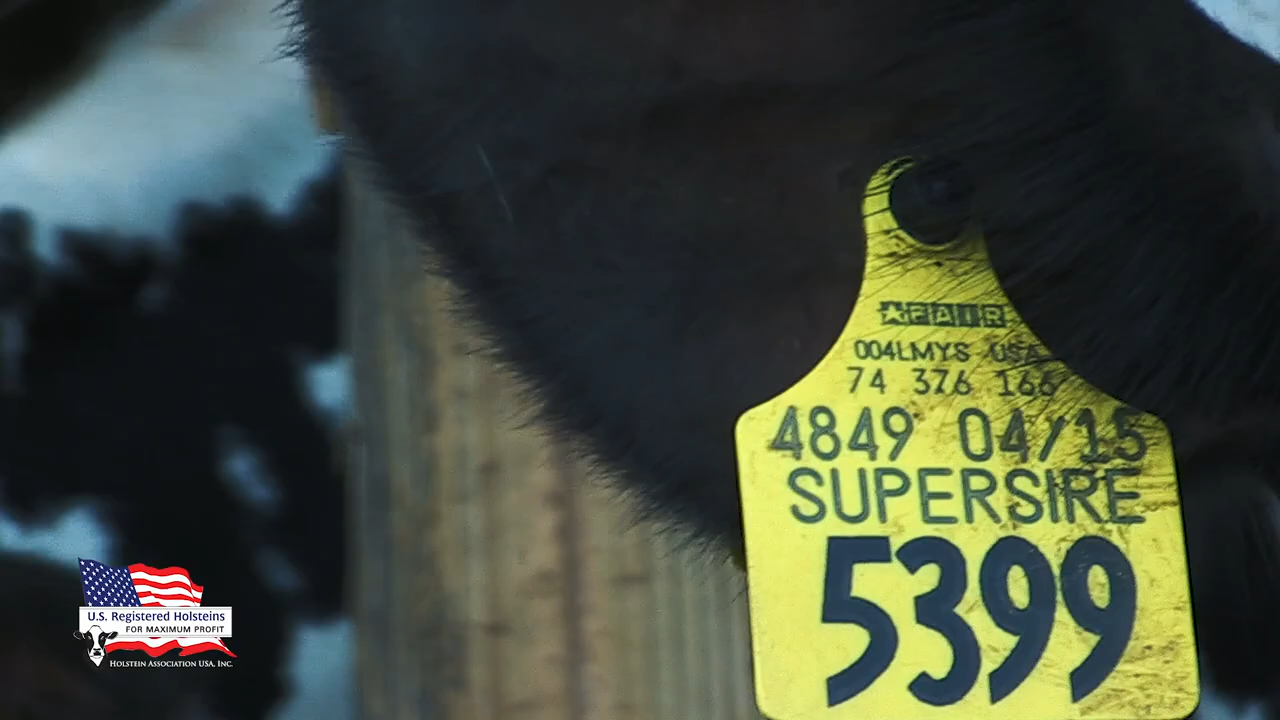 ★FAIR
004LMYS USA
74 376 166
4849 04/15
SUPERSIRE
5399
U.S. Registered Holsteins
FOR MAXIMUM PROFIT
HOLSTEIN ASSOCIATION USA, INC.